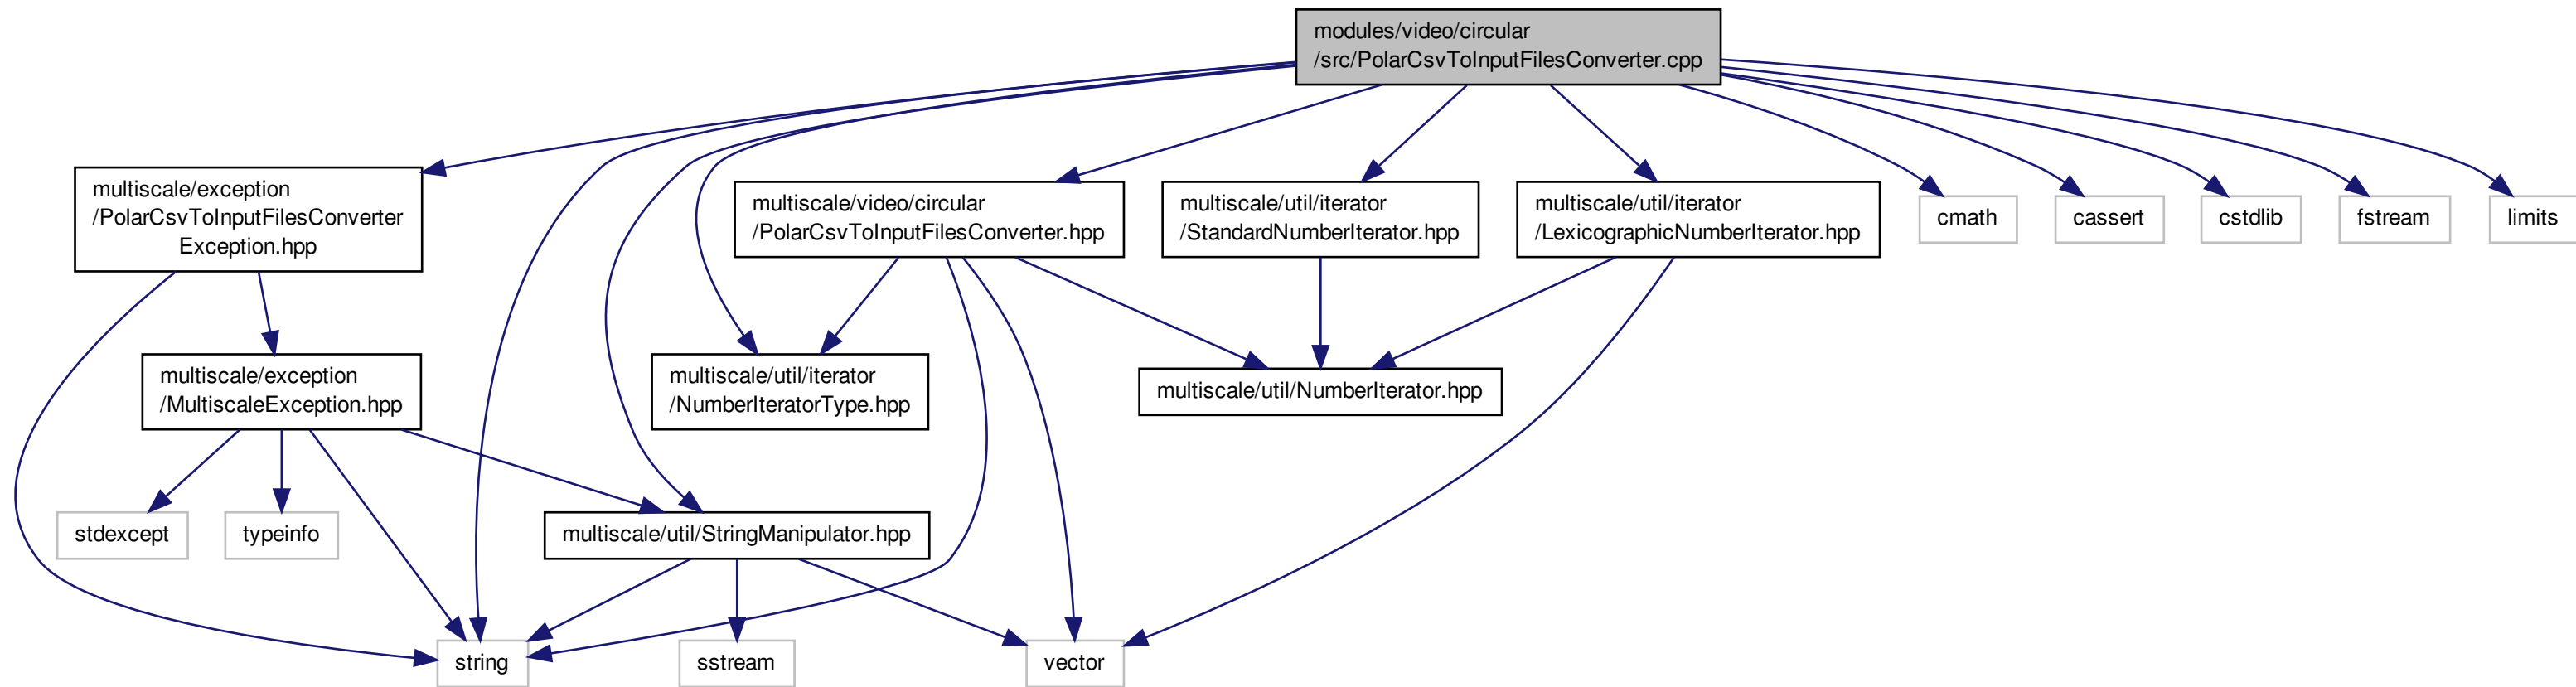 modules/video/circular
/src/PolarCsvToInputFilesConverter.cpp
multiscale/exception
/PolarCsvToInputFilesConverter
Exception.hpp
multiscale/video/circular
/PolarCsvToInputFilesConverter.hpp
multiscale/util/iterator
/StandardNumberIterator.hpp
multiscale/util/iterator
/LexicographicNumberIterator.hpp
cmath
cassert
cstdlib
fstream
limits
multiscale/exception
/MultiscaleException.hpp
multiscale/util/iterator
/NumberIteratorType.hpp
multiscale/util/NumberIterator.hpp
stdexcept
typeinfo
multiscale/util/StringManipulator.hpp
string
sstream
vector